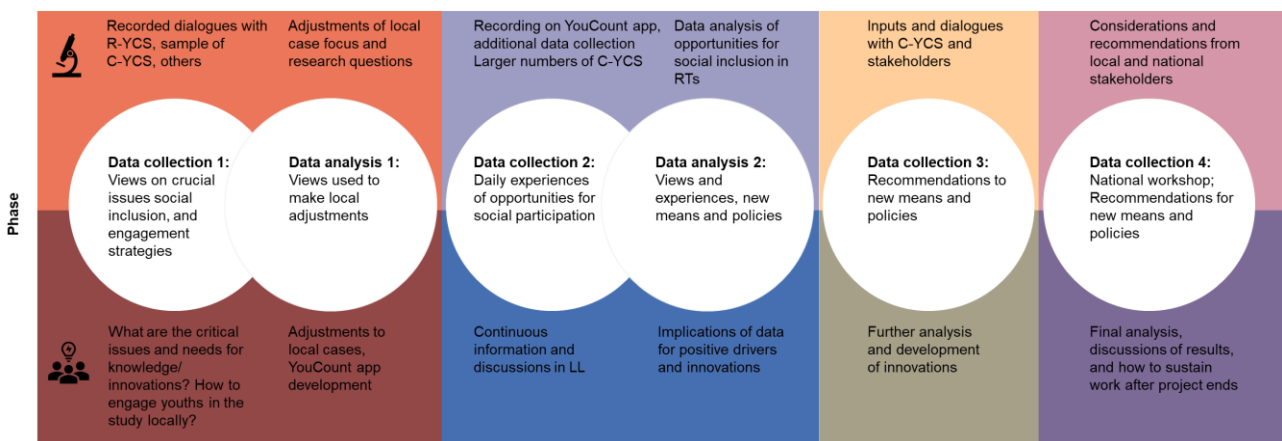 Phase
Recorded dialogues with
R-YCS, sample of
C-YCS, others
Adjustments of local
case focus and
research questions
Recording on YouCount app,
additional data collection
Larger numbers of C-YCS
Data analysis of
opportunities for
social inclusion in
RTs
Inputs and dialogues
with C-YCS and
stakeholders
Considerations and
recommendations from
local and national
stakeholders
Data collection 1:
Views on crucial
issues social
inclusion, and
engagement
strategies
Data analysis 1:
Views used to
make local
adjustments
Data collection 2:
Daily experiences
of opportunities for
social participation
Data analysis 2:
Views and
experiences, new
means and policies
Data collection 3:
Recommendations to
new means and
policies
Data collection 4:
National workshop;
Recommendations for
new means and
policies
What are the critical
issues and needs for
knowledge/
innovations? How to
engage youths in the
study locally?
Adjustments to
local cases,
YouCount app
development
Continuous
information and
discussions in LL
Implications of data
for positive drivers
and innovations
Further analysis
and development
of innovations
Final analysis,
discussions of results,
and how to sustain
work after project ends